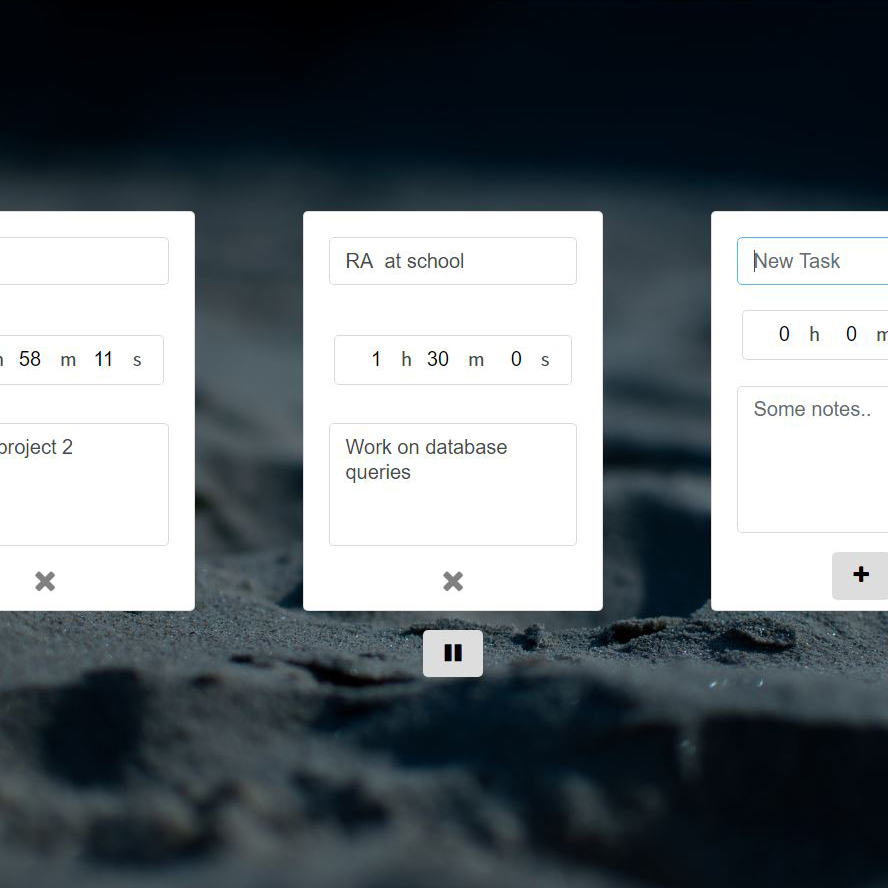 58 m 11 s
project 2
RA  at school
1 h 30 m 0 s
Work on database
queries
New Task
0 h 0 m
Some notes..